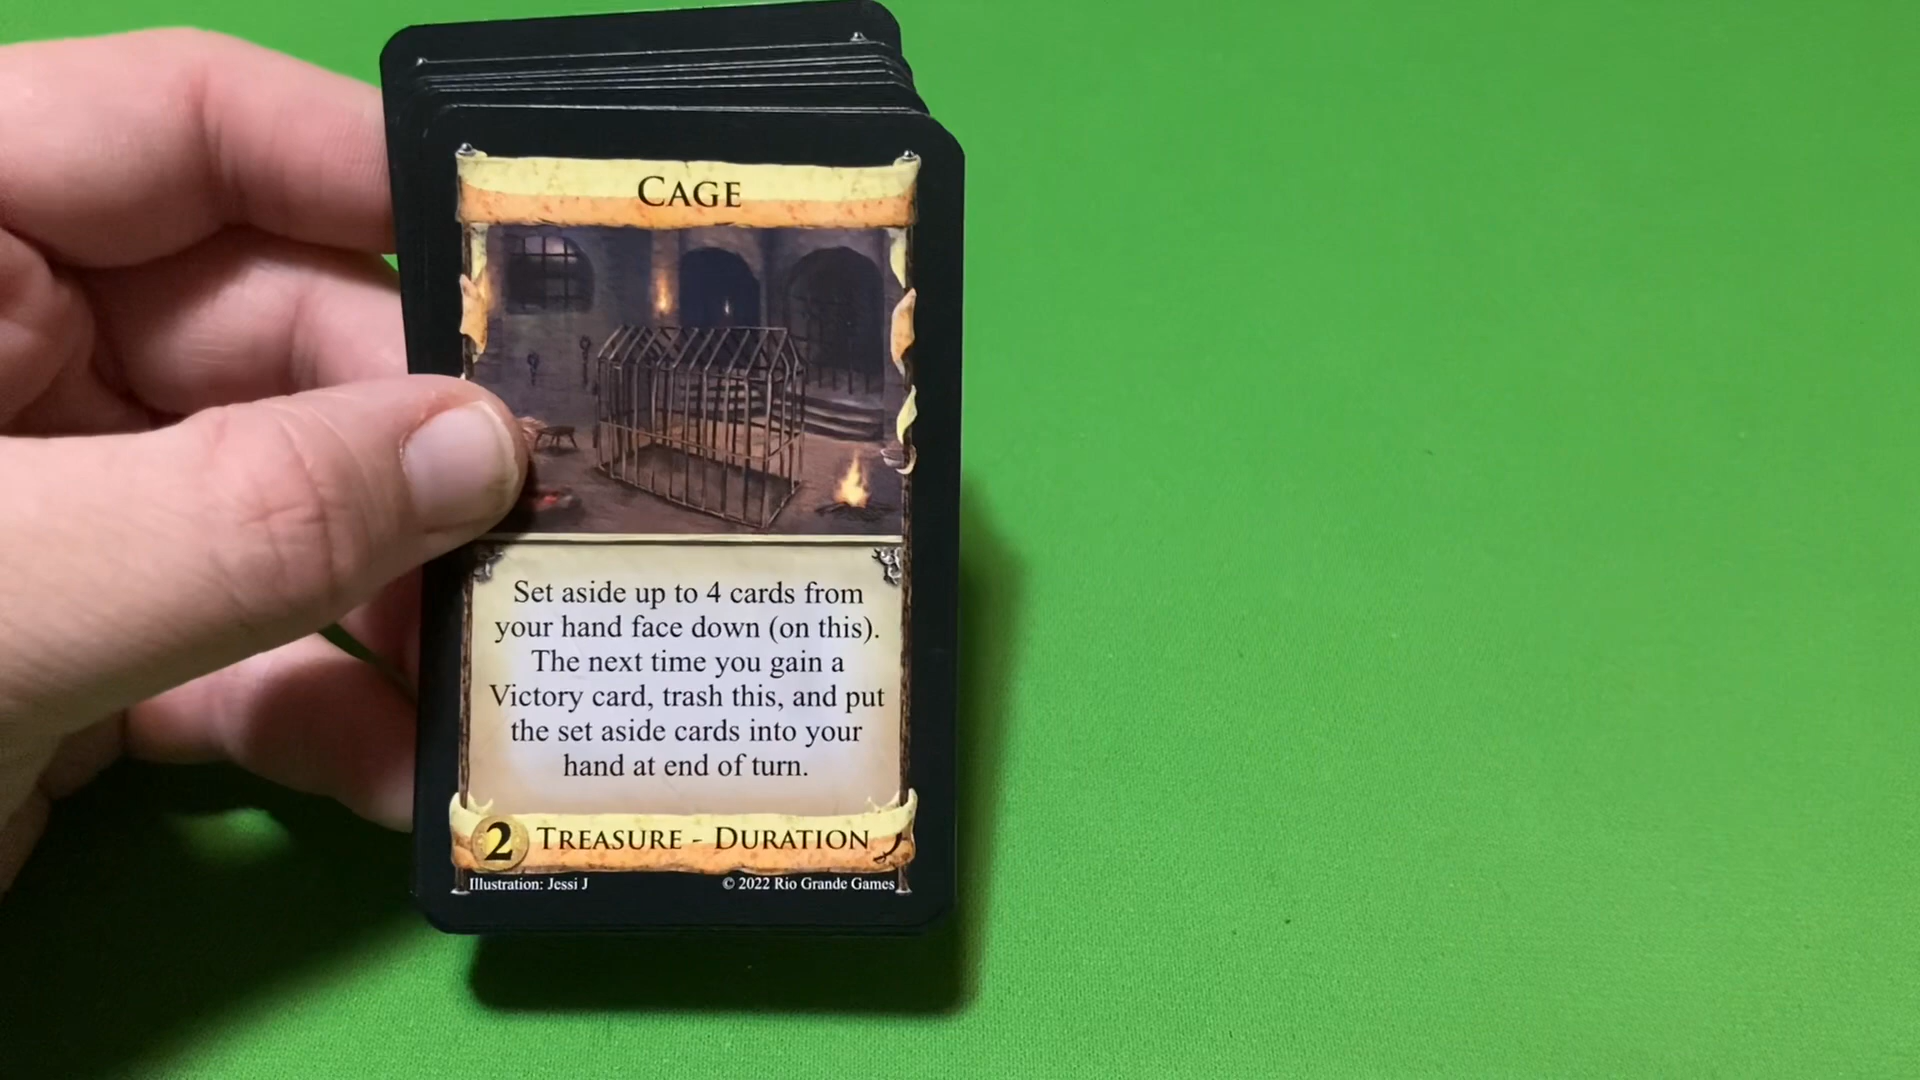 CAGE
Set aside up to 4 cards from
your hand face down (on this).
The next time you gain a
Victory card, trash this, and put
the set aside cards into your
hand at end of turn.
2 TREASURE - DURATION
Illustration: Jessi J © 2022 Rio Grande Games